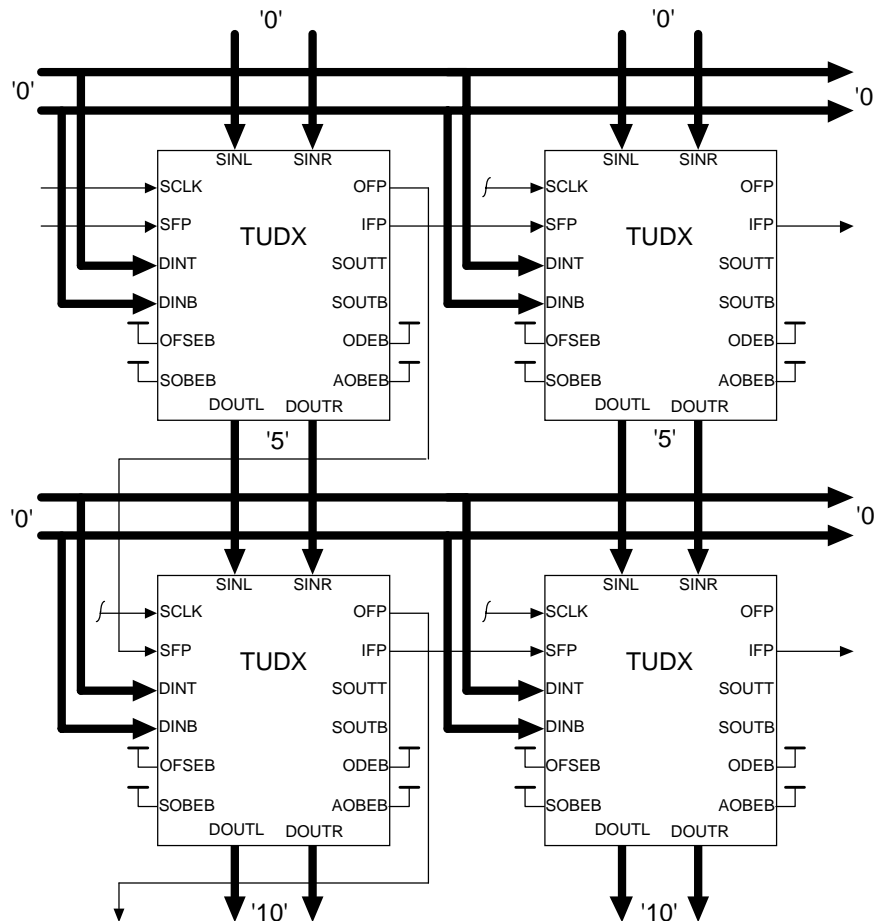 '0' '0'
'0' '0
SINL SINR SINL SINR
SCLK OFP SCLK OFP
SFP IFP SFP IFP
TUDX TUDX
DINT SOUTT DINT SOUTT
DINB SOUTB DINB SOUTB
OFSEB ODEB OFSEB ODEB
SOBEB AOBEB SOBEB AOBEB
DOUTL DOUTR DOUTL DOUTR
'5' '5'
'0' '0
SINL SINR SINL SINR
SCLK OFP SCLK OFP
SFP IFP SFP IFP
TUDX TUDX
DINT SOUTT DINT SOUTT
DINB SOUTB DINB SOUTB
OFSEB ODEB OFSEB ODEB
SOBEB AOBEB SOBEB AOBEB
DOUTL DOUTR DOUTL DOUTR
'10' '10'